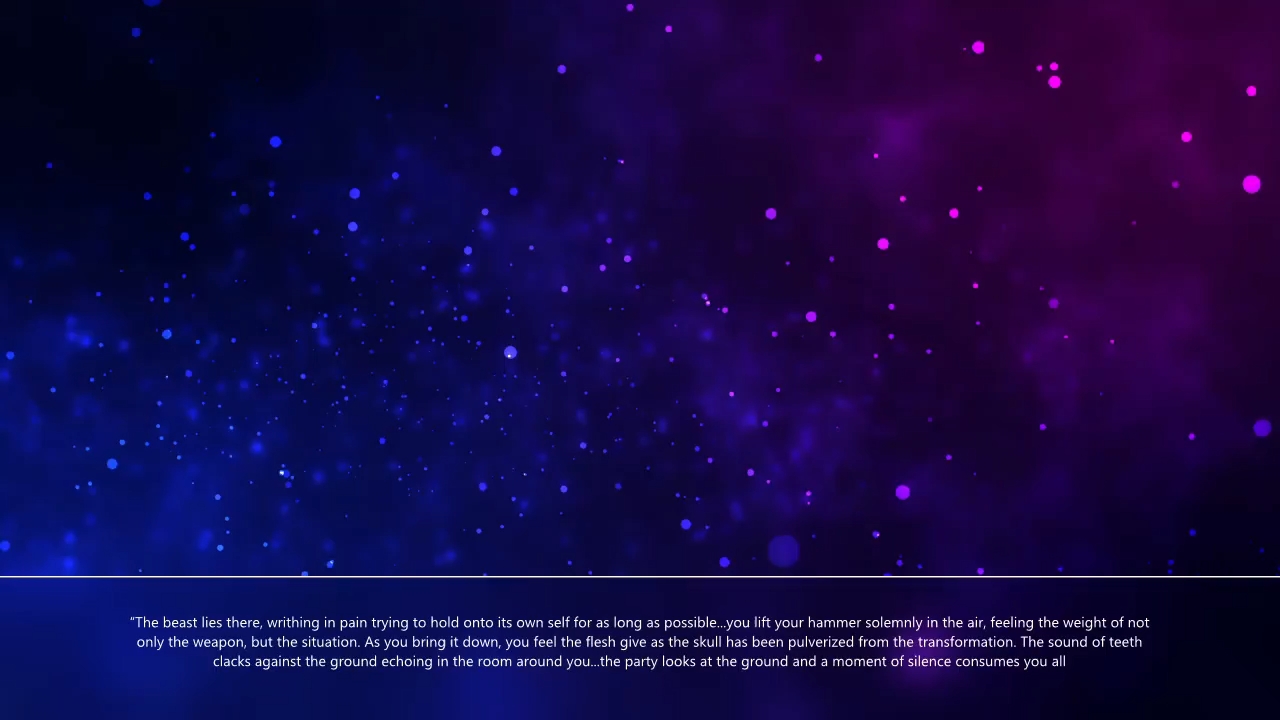 “The beast lies there, writhing in pain trying to hold onto its own self for as long as possible...you lift your hammer solemnly in the air, feeling the weight of not
only the weapon, but the situation. As you bring it down, you feel the flesh give as the skull has been pulverized from the transformation. The sound of teeth
clacks against the ground echoing in the room around you...the party looks at the ground and a moment of silence consumes you all